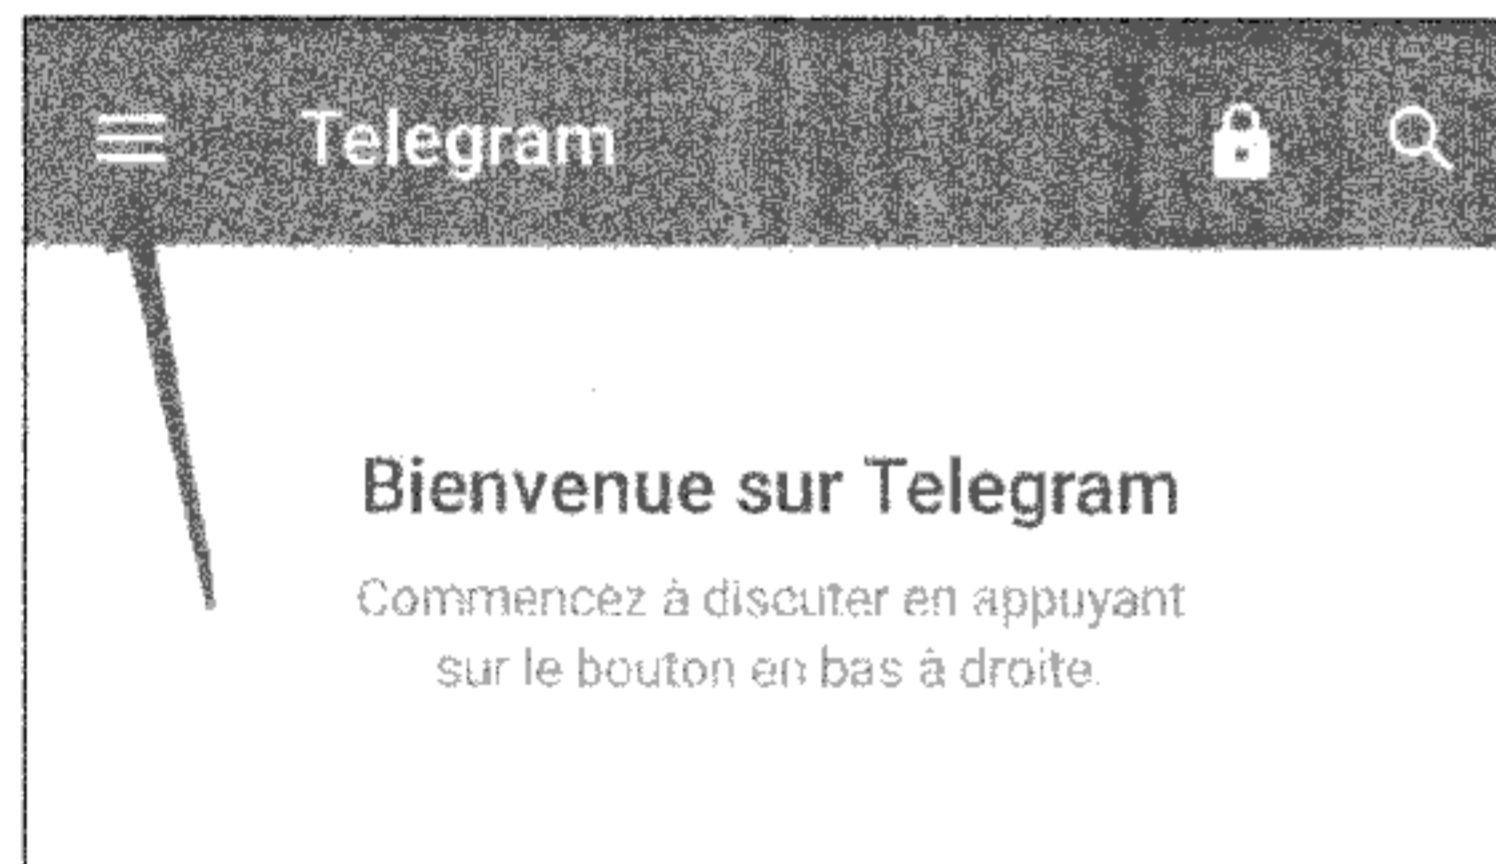 Telegram
Bienvenue sur Telegram
Commencez à discuter en appuyant
sur le bouton en bas à droite.